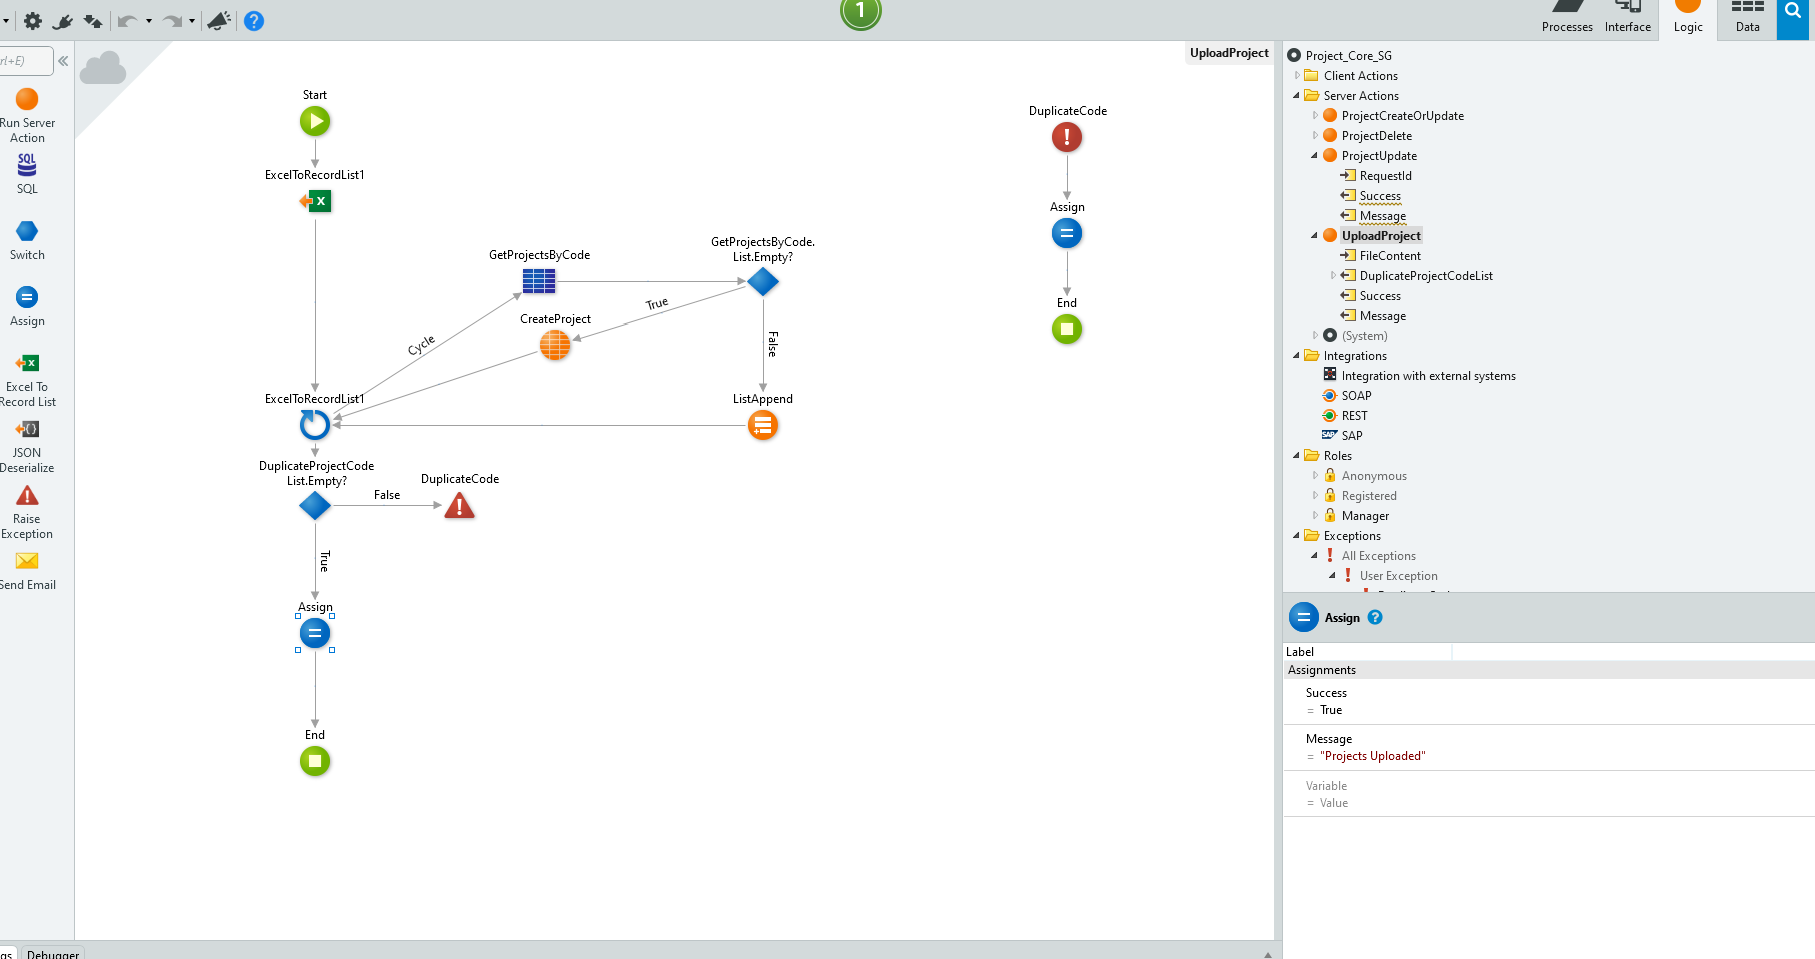 1
Processes
Interface
Logic
Data
rl+E)
Run Server
Action
SQL
SQL
Switch
Assign
Excel To
Record List
JSON
Deserialize
Raise
Exception
Send Email
UploadProject
Start
ExcelToRecordList1
GetProjectsByCode
GetProjectsByCode.
List.Empty?
True
CreateProject
Cycle
False
ExcelToRecordList1
ListAppend
DuplicateProjectCode
List.Empty?
False
DuplicateCode
True
Assign
End
DuplicateCode
Assign
End
Project_Core_SG
Client Actions
Server Actions
ProjectCreateOrUpdate
ProjectDelete
ProjectUpdate
RequestId
Success
Message
UploadProject
FileContent
DuplicateProjectCodeList
Success
Message
(System)
Integrations
Integration with external systems
SOAP
REST
SAP SAP
Roles
Anonymous
Registered
Manager
Exceptions
All Exceptions
User Exception
Assign ?
Label
Assignments
Success
= True
Message
= "Projects Uploaded"
Variable
= Value
gs
Debugger